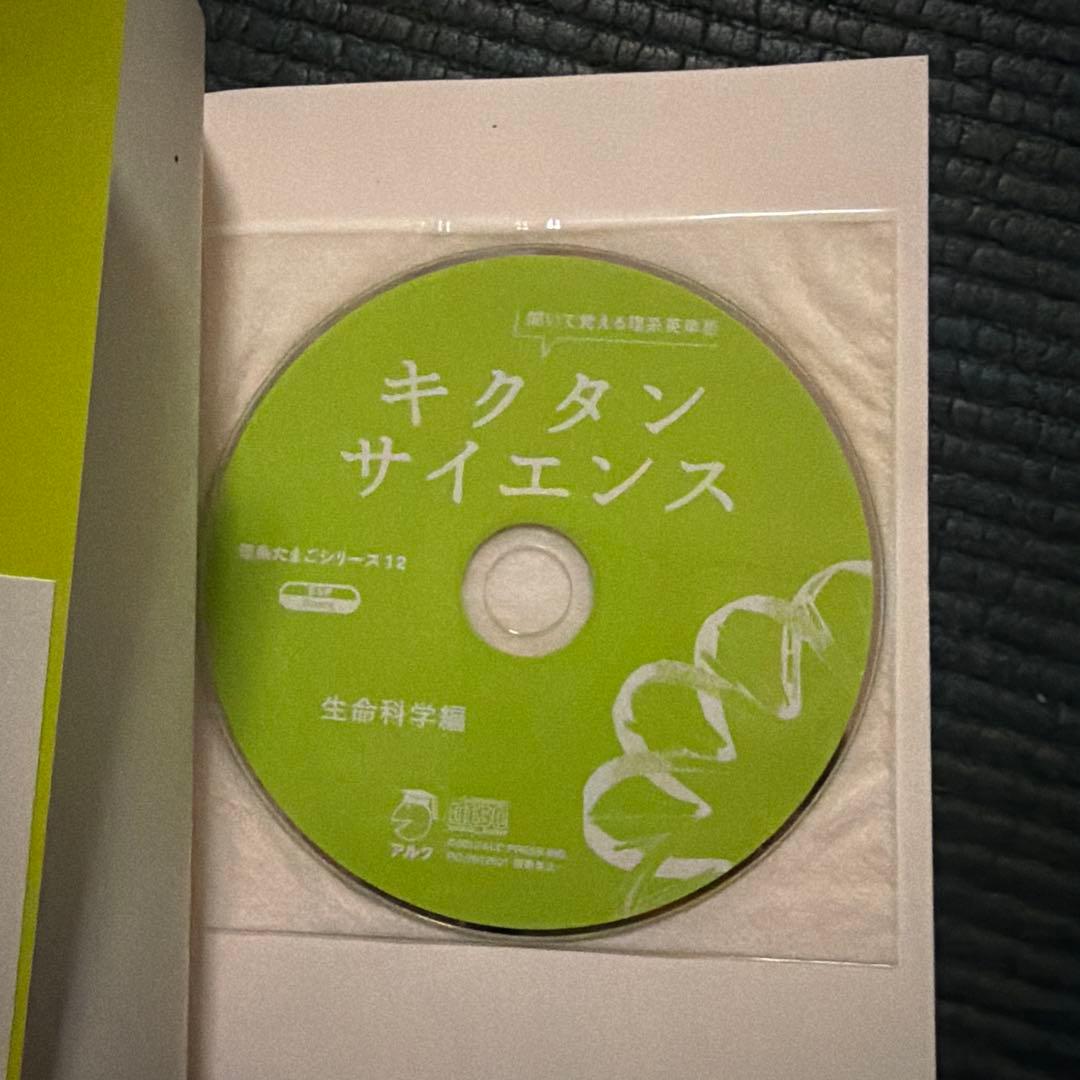 聞いて覚える理系英単語
キクタン
サイエンス
理系たまごシリーズ12
生命科学編
アルク